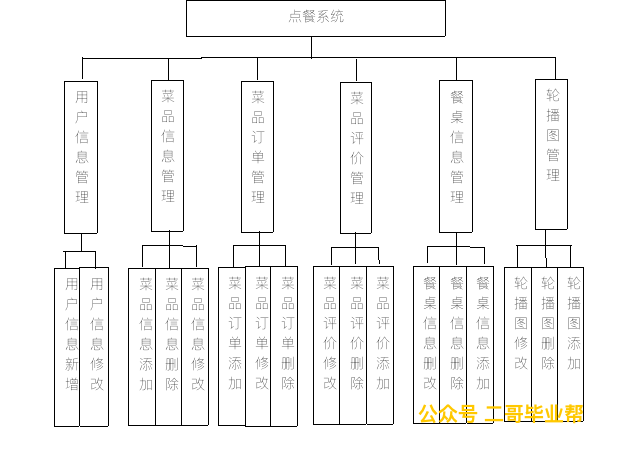 点餐系统
用户信息管理
菜品信息管理
菜品订单管理
菜品评价管理
餐桌信息管理
轮播图管理
用户信息新增
用户信息修改
菜品信息添加
菜品信息删除
菜品信息修改
菜品订单添加
菜品订单修改
菜品订单删除
菜品评价修改
菜品评价删除
菜品评价添加
餐桌信息删改
餐桌信息删除
餐桌信息添加
轮播图修改
轮播图删除
轮播图添加
公众号 二哥毕业帮